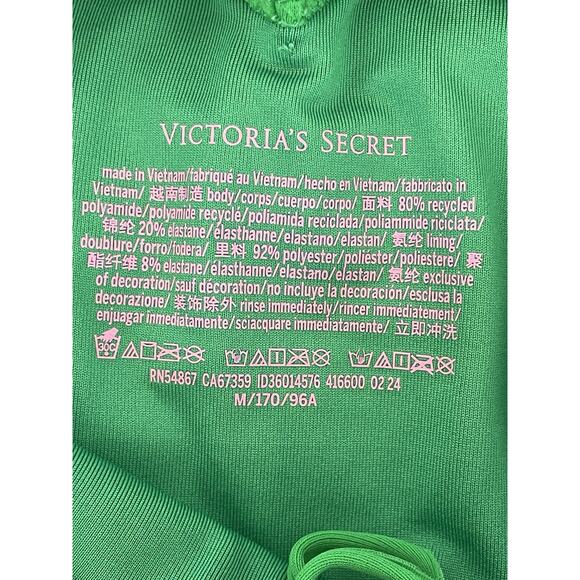 VICTORIA'S SECRET
made in Vietnam/fabriqué au Vietnam/hecho en Vietnam/fabbricato in
Vietnam/ 越南制造 body/corps/cuerpo/corpo/ 面料 80% recycled
polyamide/polyamide recyclé/poliamida reciclada/poliammide riciclata/
锦纶 20% elastane/élasthanne/elastano/elastan/ 氨纶 lining/
doublure/forro/fodera/ 里料 92% polyester/poliéster/poliestere/ 聚
酯纤维 8% elastane/élasthanne/elastano/elastan/ 氨纶 exclusive
of decoration/sauf décoration/no incluye la decoración/esclusa la
decorazione/ 装饰除外 rinse immediately/rincer immédiatement/
enjuagar immediatamente/sciacquare immediatamente/ 立即冲洗
30C
RN54867 CA67359 ID36014576 416600 02 24
M/170/96A